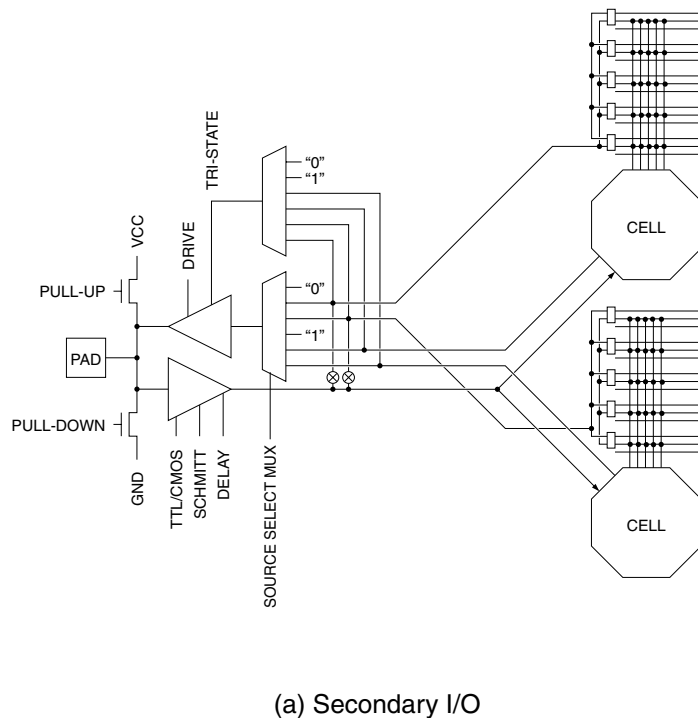 TRI-STATE
"0"
"1"
VCC
DRIVE
CELL
PULL-UP
"0"
"1"
PAD
PULL-DOWN
GND
TTL/CMOS
SCHMITT
DELAY
SOURCE SELECT MUX
CELL
(a) Secondary I/O